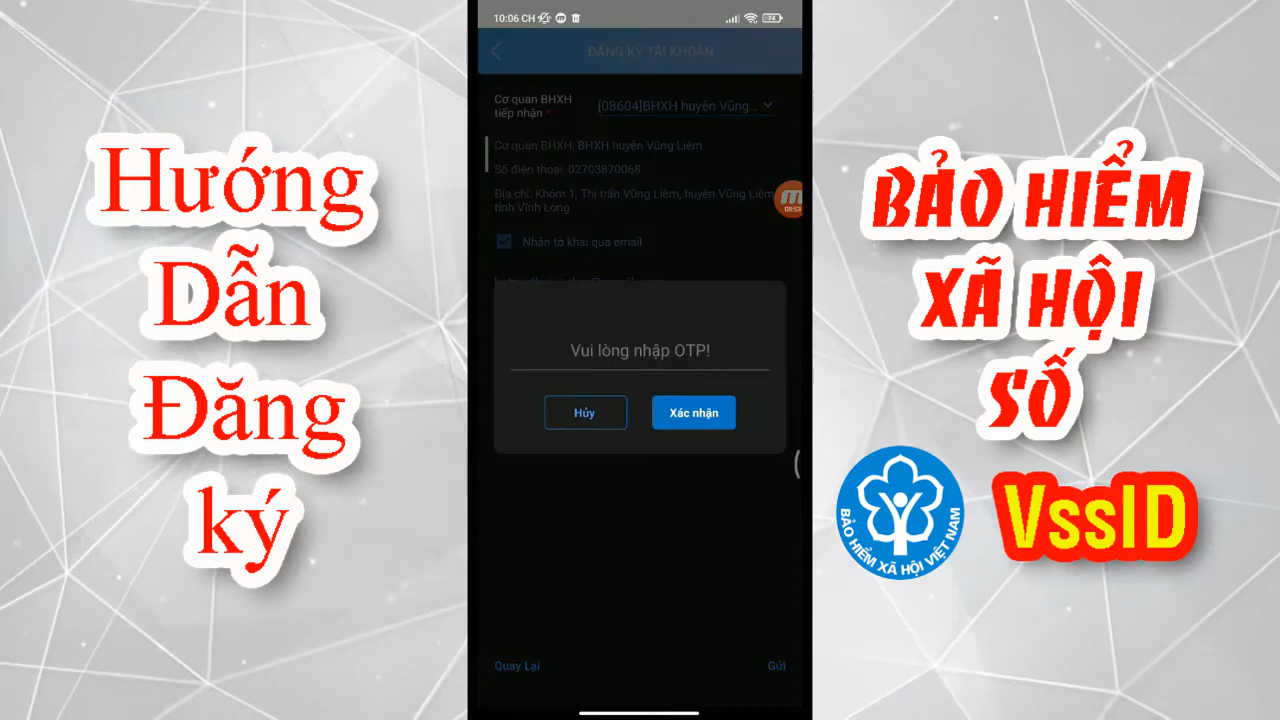 Hướng
Dẫn
Đăng
ký
10:06 CH
ĐĂNG KÝ TÀI KHOẢN
Cơ quan BHXH
tiếp nhận *
[08604]BHXH huyện Vũng...
Cơ quan BHXH: BHXH huyện Vũng Liêm
Số điện thoại: 02703870068
Địa chỉ: Khóm 1, Thị trấn Vũng Liêm, huyện Vũng Liêm,
tỉnh Vĩnh Long
Nhận tờ khai qua email
Vui lòng nhập OTP!
Hủy
Xác nhận
Quay Lại
Gửi
BẢO HIỂM
XÃ HỘI
SỐ
BẢO HIỂM XÃ HỘI VIỆT NAM
VssID